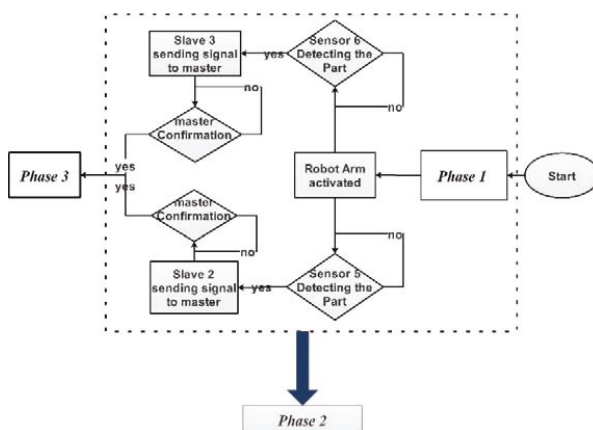 Slave 3
sending signal
to master
yes
Sensor 6
Detecting the
Part
no
no
master
Confirmation
yes
Phase 3
yes
Robot Arm
activated
Phase 1
Start
master
Confirmation
no
no
Slave 2
sending signal
to master
yes
Sensor 5
Detecting the
Part
Phase 2